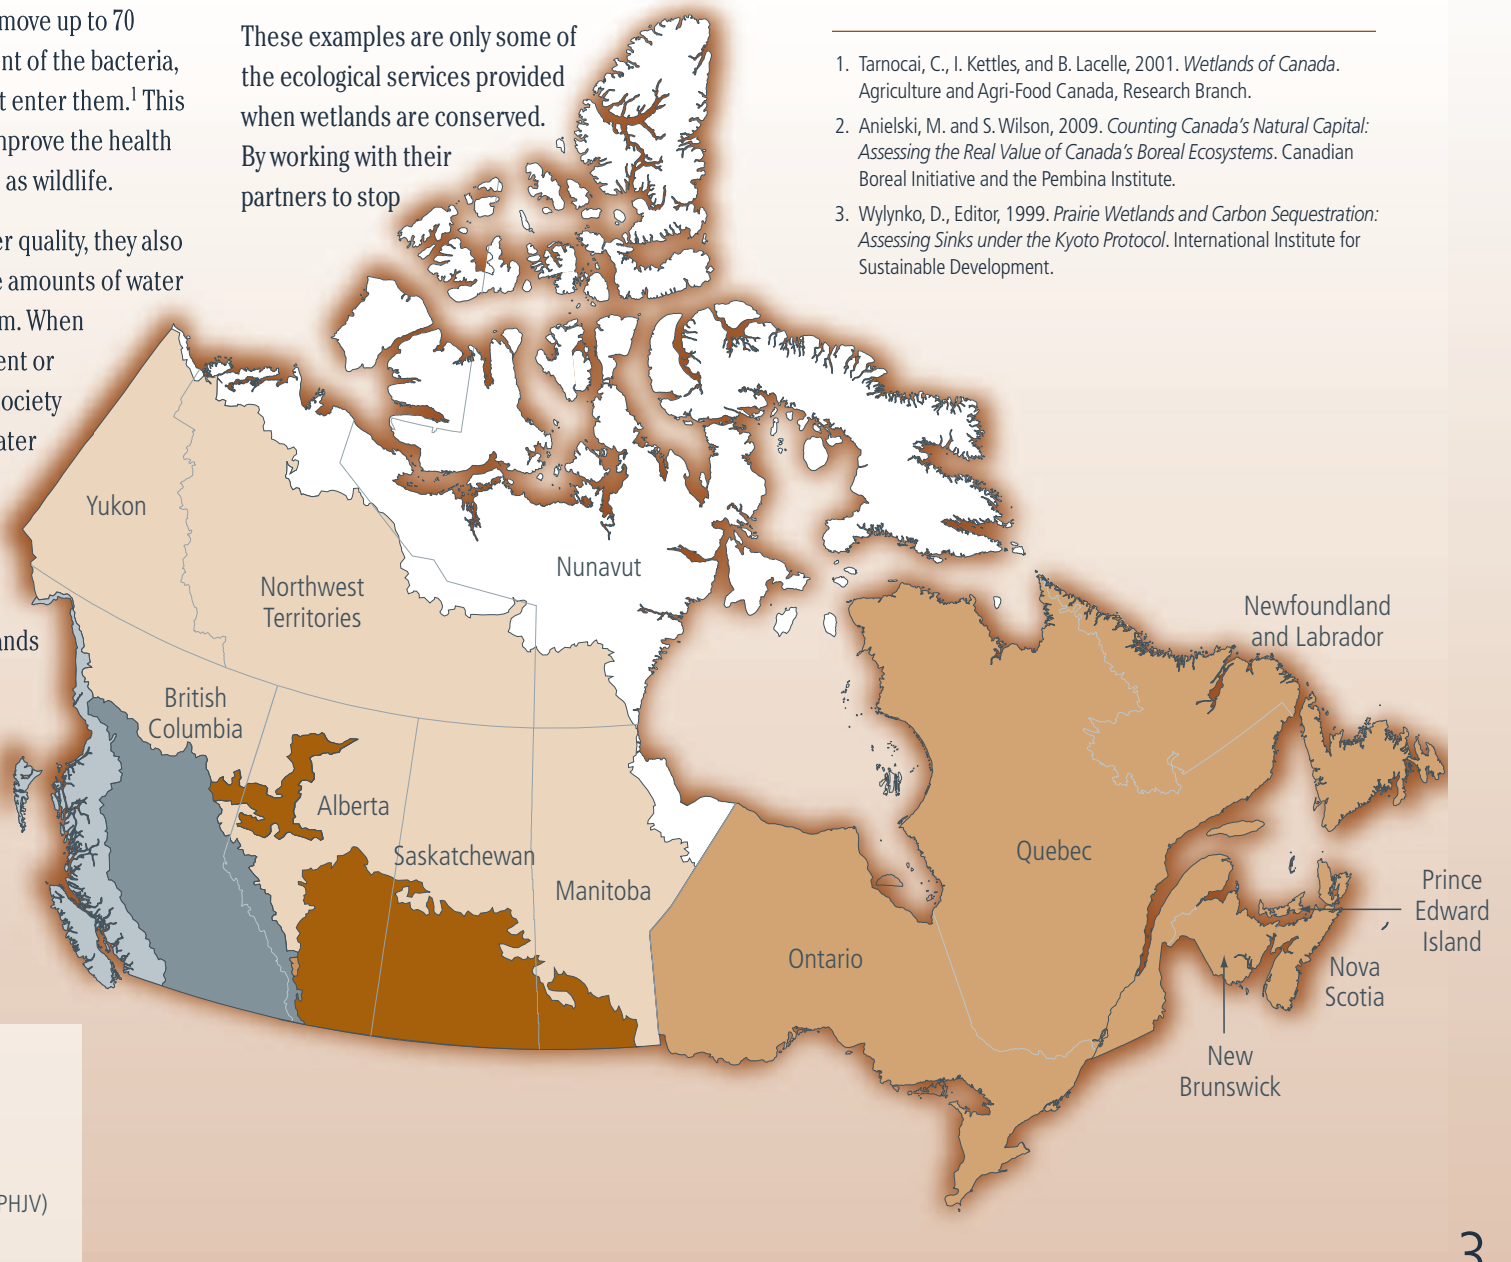 move up to 70
nt of the bacteria,
t enter them.1 This
nprove the health
as wildlife.
er quality, they also
e amounts of water
m. When
ent or
ociety
ater
ands
These examples are only some of
the ecological services provided
when wetlands are conserved.
By working with their
partners to stop
1. Tarnocai, C., I. Kettles, and B. Lacelle, 2001. Wetlands of Canada.
Agriculture and Agri-Food Canada, Research Branch.
2. Anielski, M. and S. Wilson, 2009. Counting Canada's Natural Capital:
Assessing the Real Value of Canada's Boreal Ecosystems. Canadian
Boreal Initiative and the Pembina Institute.
3. Wylynko, D., Editor, 1999. Prairie Wetlands and Carbon Sequestration:
Assessing Sinks under the Kyoto Protocol. International Institute for
Sustainable Development.
Yukon
Northwest
Territories
Nunavut
British
Columbia
Alberta
Saskatchewan
Manitoba
Ontario
Quebec
Newfoundland
and Labrador
Prince
Edward
Island
Nova
Scotia
New
Brunswick
PHJV)
3